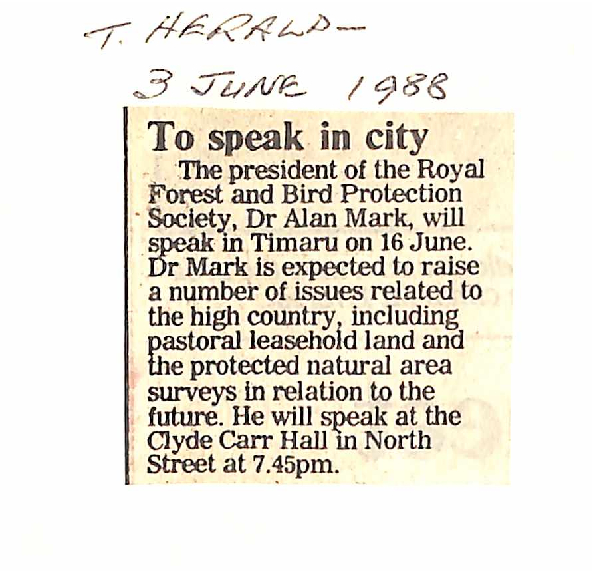 T. HERALD—
3 JUNE 1988
To speak in city
The president of the Royal
Forest and Bird Protection
Society, Dr Alan Mark, will
speak in Timaru on 16 June.
Dr Mark is expected to raise
a number of issues related to
the high country, including
pastoral leasehold land and
the protected natural area
surveys in relation to the
future. He will speak at the
Clyde Carr Hall in North
Street at 7.45pm.